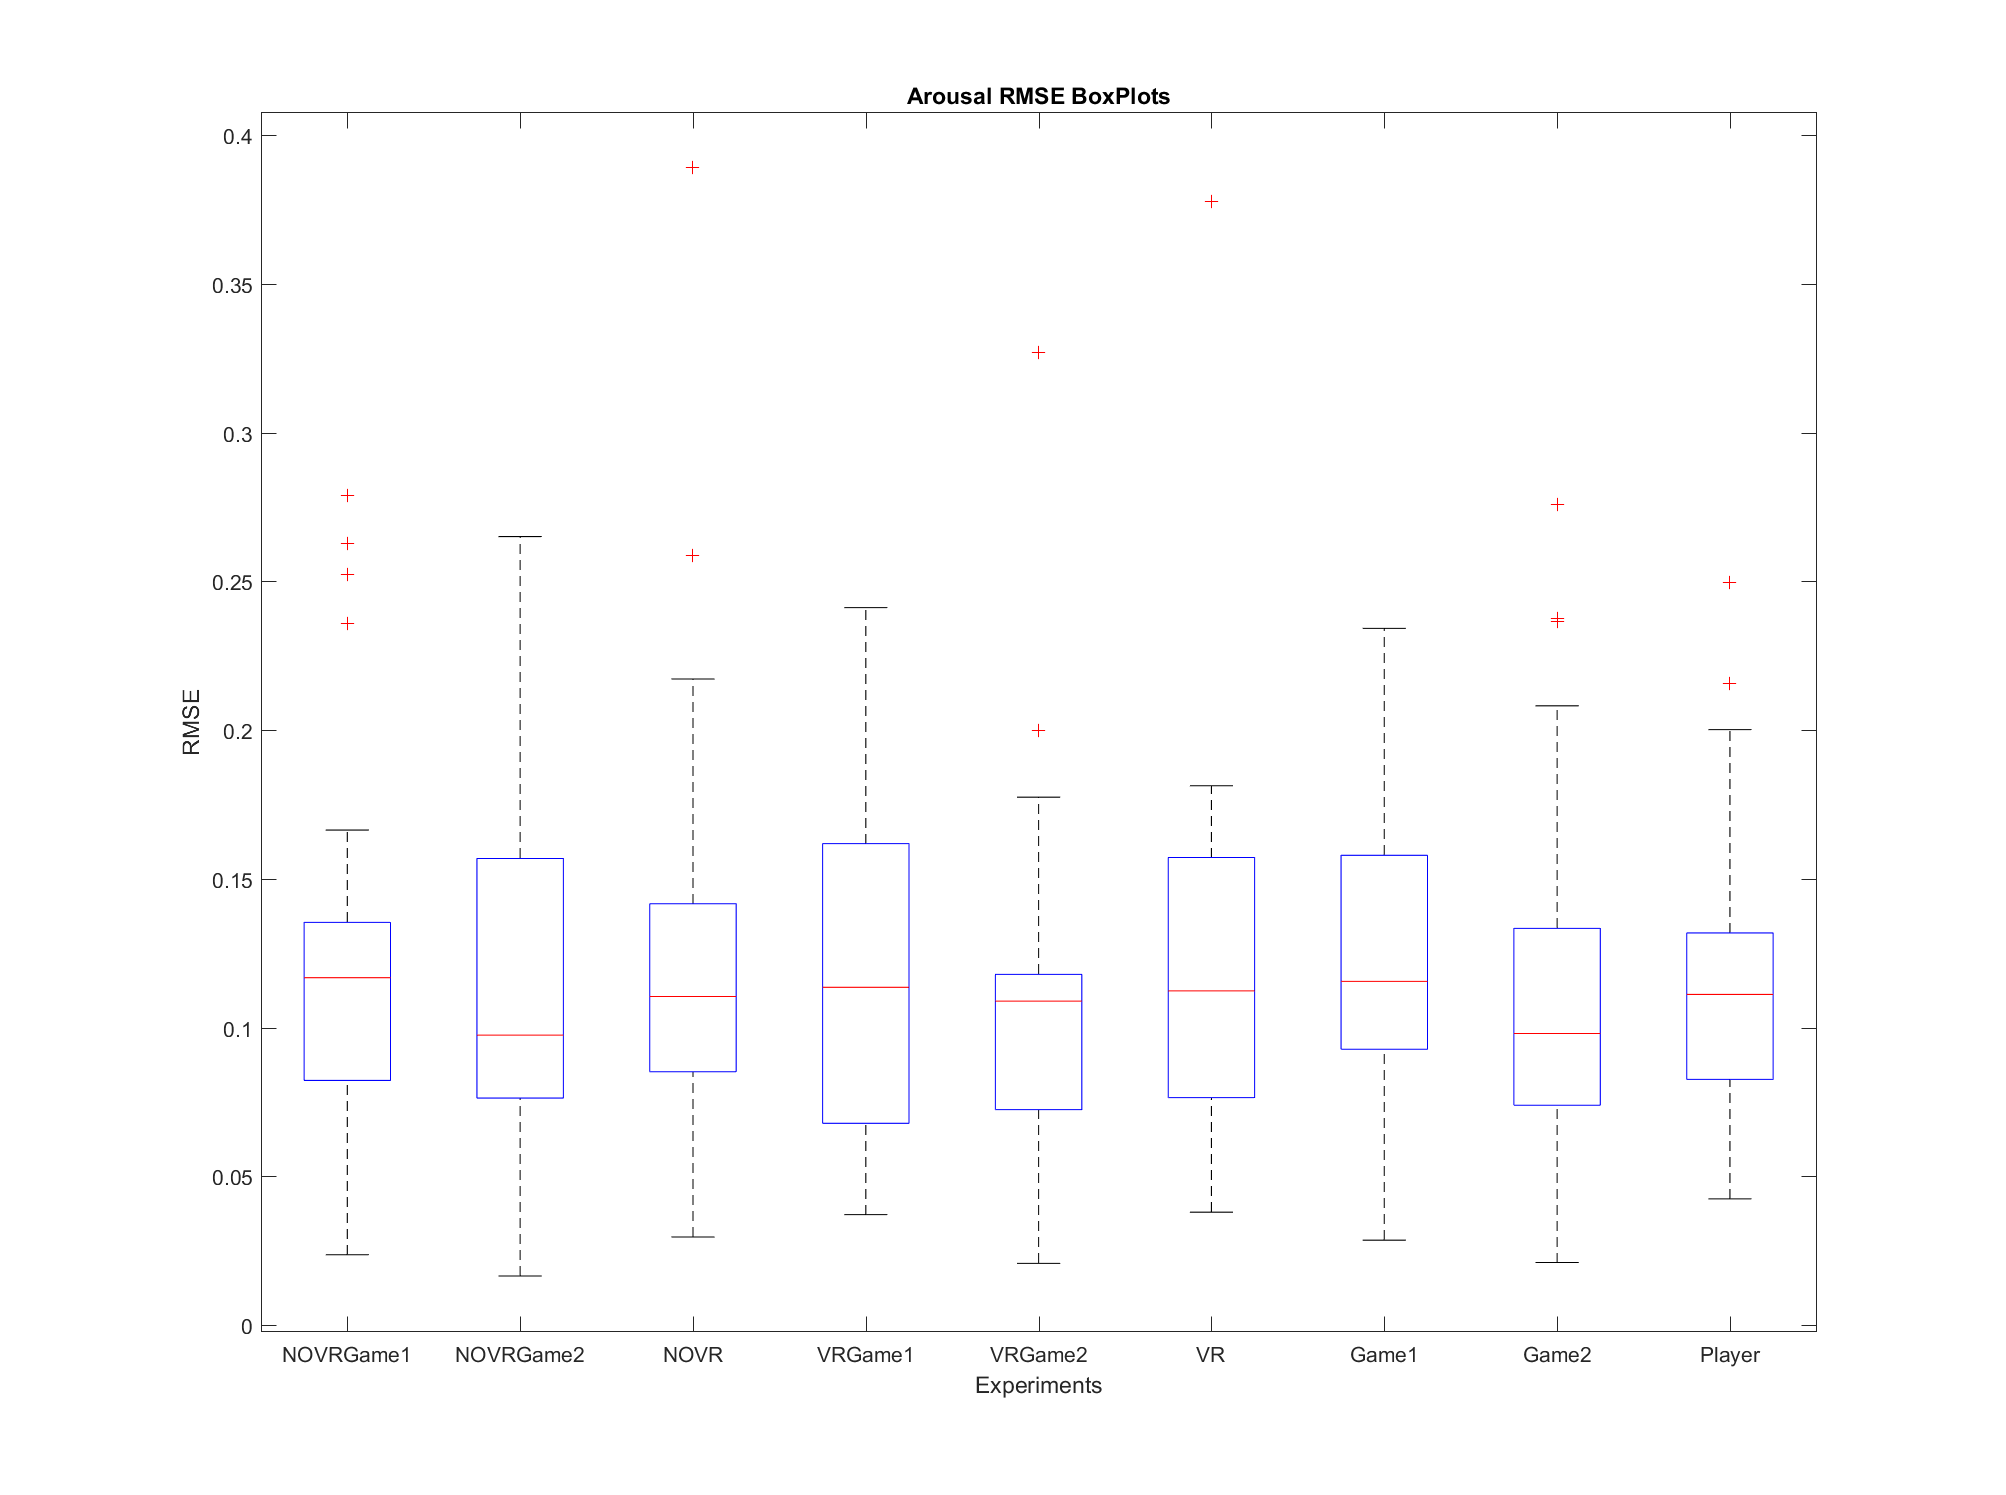 Arousal RMSE BoxPlots
0.4
0.35
0.3
0.25
0.2
0.15
0.1
0.05
0
RMSE
NOVRGame1 NOVRGame2 NOVR VRGame1 VRGame2 VR Game1 Game2 Player
Experiments